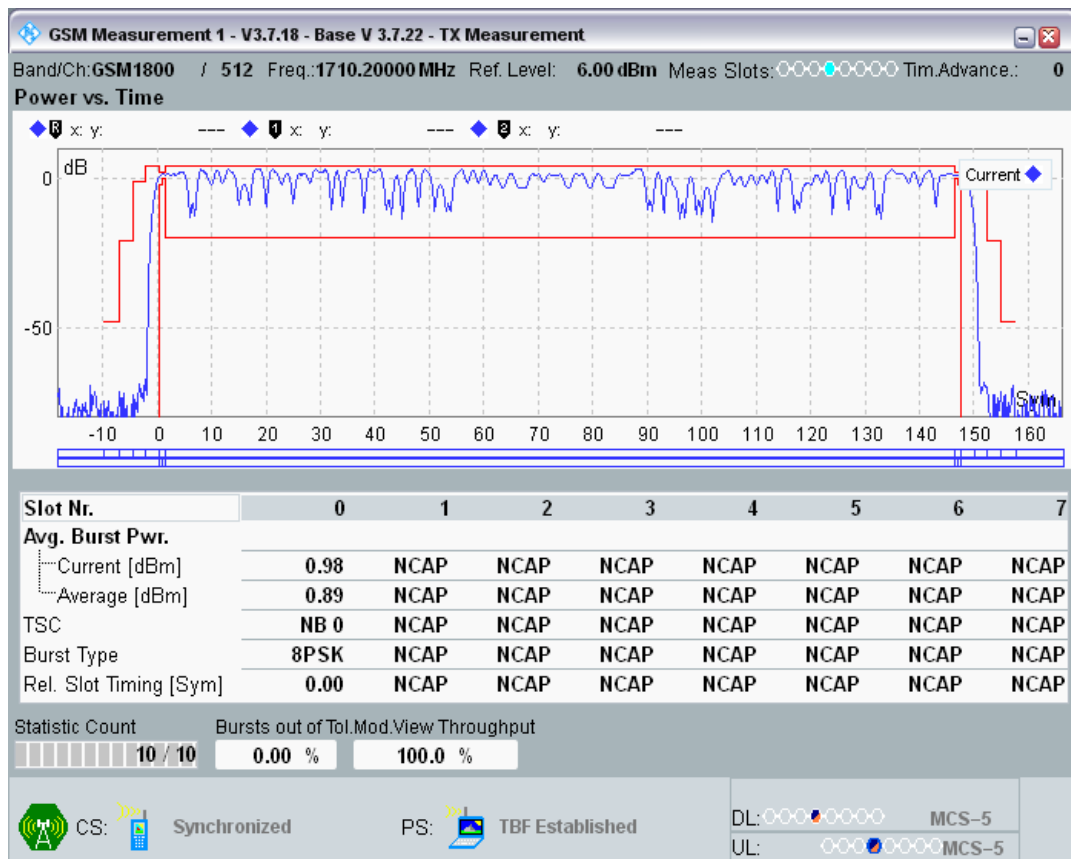 GSM Measurement 1 - V3.7.18 - Base V 3.7.22 - TX Measurement
Band/Ch:GSM1800 / 512 Freq.:1710.20000 MHz Ref. Level: 6.00 dBm Meas Slots: Tim.Advance.: 0
Power vs. Time
R x: y: --- 1 x: y: --- 2 x: y: ---
dB
0
Current
-50
Sym
-10 0 10 20 30 40 50 60 70 80 90 100 110 120 130 140 150 160
Slot Nr. 0 1 2 3 4 5 6 7
Avg. Burst Pwr.
Current [dBm] 0.98 NCAP NCAP NCAP NCAP NCAP NCAP NCAP
Average [dBm] 0.89 NCAP NCAP NCAP NCAP NCAP NCAP NCAP
TSC NB 0 NCAP NCAP NCAP NCAP NCAP NCAP NCAP
Burst Type 8PSK NCAP NCAP NCAP NCAP NCAP NCAP NCAP
Rel. Slot Timing [Sym] 0.00 NCAP NCAP NCAP NCAP NCAP NCAP NCAP
Statistic Count Bursts out of Tol. Mod.View Throughput
10 / 10 0.00 % 100.0 %
CS: Synchronized PS: TBF Established
DL: MCS-5
UL: MCS-5